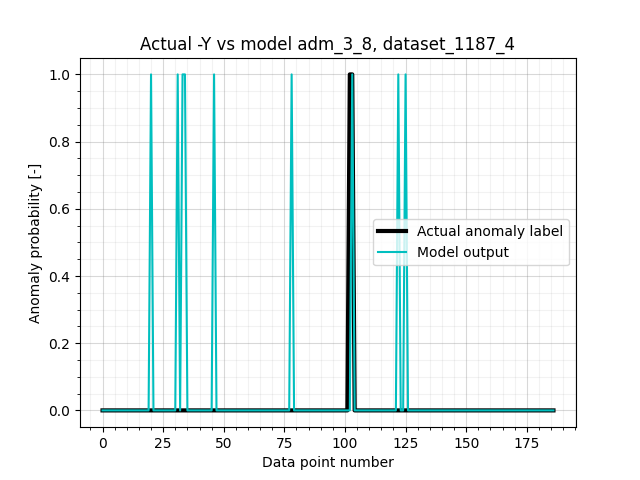 Actual -Y vs model adm_3_8, dataset_1187_4
1.0
0.8
0.6
0.4
0.2
0.0
Anomaly probability [-]
Actual anomaly label
Model output
0 25 50 75 100 125 150 175
Data point number